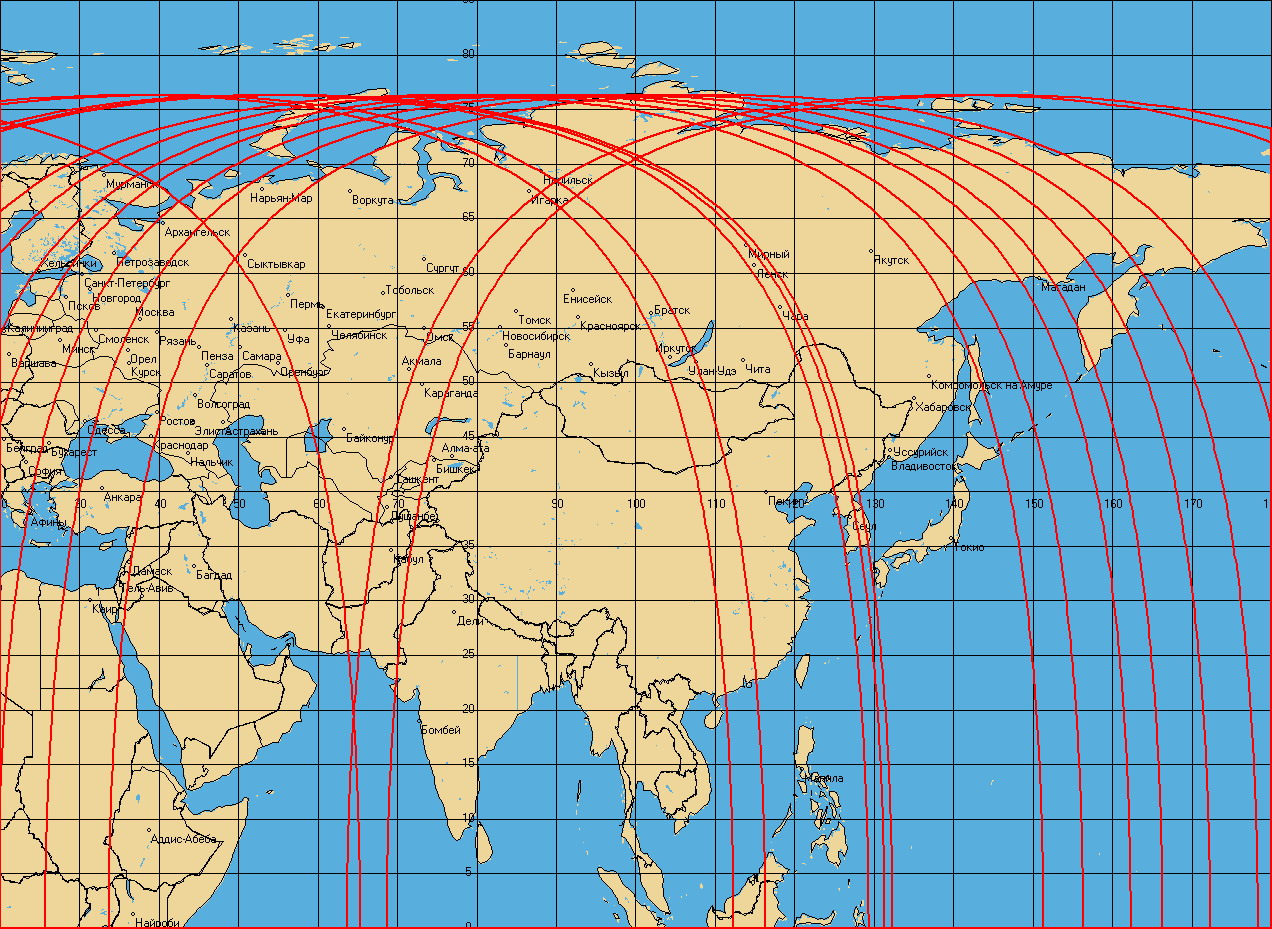 80
70
Мурманск
Нарьян-Мар
Воркута
Норильск
Игарка
65
Архангельск
Хельсинки
Петрозаводск
Сыктывкар
Сургут
60
Мирный
Ленск
Якутск
Санкт-Петербург
Новгород
Псков
Москва
Пермь
Тобольск
Енисейск
Магадан
Калининград
Смоленск
Рязань
Казань
Екатеринбург
Челябинск
Уфа
Омск
55
Томск
Новосибирск
Красноярск
Братск
Чара
Минск
Варшава
Орел
Курск
Пенза
Самара
Саратов
Оренбург
Акмала
Барнаул
Кызыл
Иркутск
Улан-Удэ
Чита
50
Караганда
Комсомольск на Амуре
Хабаровск
Волгоград
Ростов
Элиста
Астрахань
Одесса
Краснодар
Байконур
45
Алма-ата
Бишкек
Уссурийск
Владивосток
Белград
Бухарест
София
Нальчик
Ташкент
Анкара
30
40
50
60
70
90
100
110
120
130
140
150
160
170
Пекин
Афины
Душанбе
Сеул
Токио
35
Кабул
Дамаск
Тель-Авив
Багдад
Каир
30
Дели
25
20
Бомбей
15
Манила
10
Аддис-Абеба
5
Найроби
0